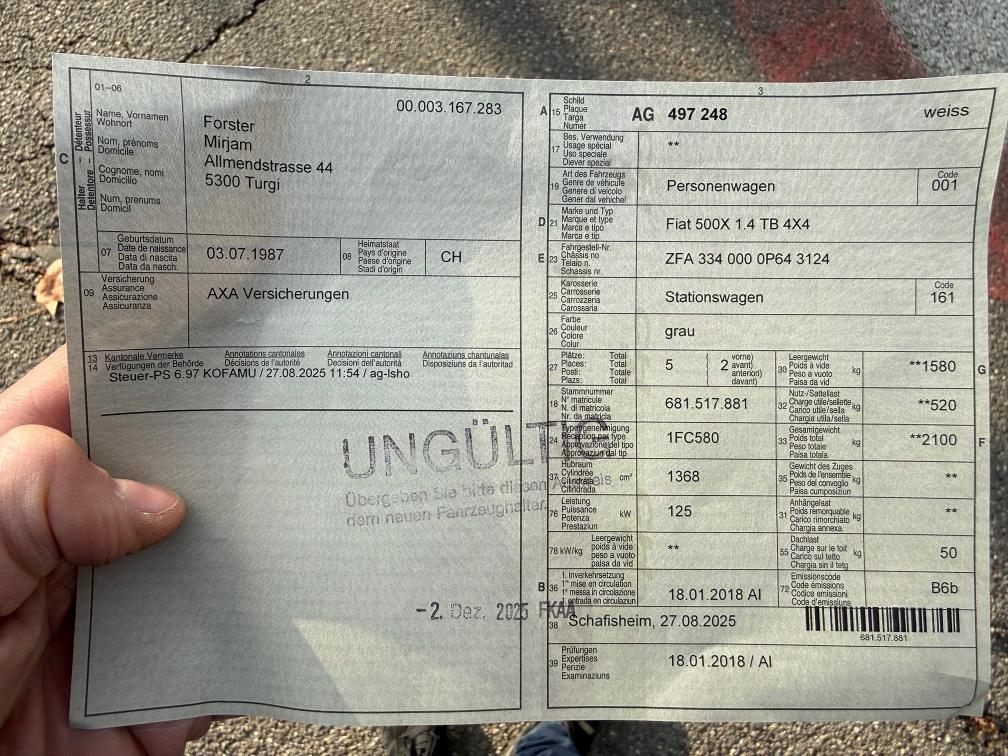 2
01-06
00.003.167.283
C
Halter Détenteur
Detentore Possessur
Name, Vornamen
Wohnort
Nom, prénoms
Domicile
Cognome, nomi
Domicilio
Num, prenums
Domicil
Forster
Mirjam
Allmendstrasse 44
5300 Turgi
07
Geburtsdatum
Date de naissance
Data di nascita
Data da nasch.
03.07.1987
08
Heimatstaat
Pays d'origine
Paese d'origine
Stadi d'origin
CH
09
Versicherung
Assurance
Assicurazione
Assicuranza
AXA Versicherungen
13 Kantonale Vermerke Annotations cantonales Annotazioni cantonali Annotaziuns chantunalas
14 Verfügungen der Behörde Décisions de l'autorité Decisioni dell'autorità Disposiziuns da l'autoritad
Steuer-PS 6.97 KOFAMU / 27.08.2025 11:54 / ag-lsho
UNGÜLTIG
Übergeben Sie bitte diesen Ausweis
dem neuen Fahrzeughalter.
-2. Dez. 2025 FKAA
3
A 15
Schild
Plaque
Targa
Numer
AG 497 248 weiss
17
Bes. Verwendung
Usage spécial
Uso speciale
Diever spezial
**
19
Art des Fahrzeugs
Genre de véhicule
Genere di veicolo
Gener dal vehichel
Personenwagen
Code
001
D 21
Marke und Typ
Marque et type
Marca e tipo
Marca e tip
Fiat 500X 1.4 TB 4X4
E 23
Fahrgestell-Nr.
Châssis no
Telaio n.
Schassis nr.
ZFA 334 000 0P64 3124
25
Karosserie
Carrosserie
Carrozzeria
Carossaria
Stationswagen
Code
161
26
Farbe
Couleur
Colore
Colur
grau
27
Plätze: Total
Places: Total
Posti: Totale
Plazs: Total
5
2
vorne)
avant)
anteriori)
davant)
30
Leergewicht
Poids à vide
Peso a vuoto
Paisa da vid
kg
**1580
G
18
Stammnummer
N° matricule
N. di matricola
Nr. da matricla
681.517.881
32
Nutz-/Sattellast
Charge utile/sellette
Carico utile/sella
Chargia utila/sella
kg
**520
24
Typengenehmigung
Réception par type
Approvazione del tipo
Approvaziun dal tip
1FC580
33
Gesamtgewicht
Poids total
Peso totale
Paisa totala
kg
**2100
F
37
Hubraum
Cylindrée
Cilindrata
Cilindrada
cm³
1368
35
Gewicht des Zuges
Poids de l'ensemble
Peso del convoglio
Paisa cumposiziun
kg
**
76
Leistung
Puissance
Potenza
Prestaziun
kW
125
31
Anhängelast
Poids remorquable
Carico rimorchiato
Chargia annexa
kg
**
78 kW/kg
Leergewicht
poids à vide
peso a vuoto
paisa da vid
**
55
Dachlast
Charge sur le toit
Carico sul tetto
Chargia sin il tetg
kg
50
B 36
1. Inverkehrsetzung
1re mise en circulation
1a messa in circolazione
1. entrada en circulaziun
18.01.2018 AI
72
Emissionscode
Code émissions
Codice emissioni
Code d'emissiuns
B6b
38
Schafisheim, 27.08.2025
681.517.881
39
Prüfungen
Expertises
Perizie
Examinaziuns
18.01.2018 / AI